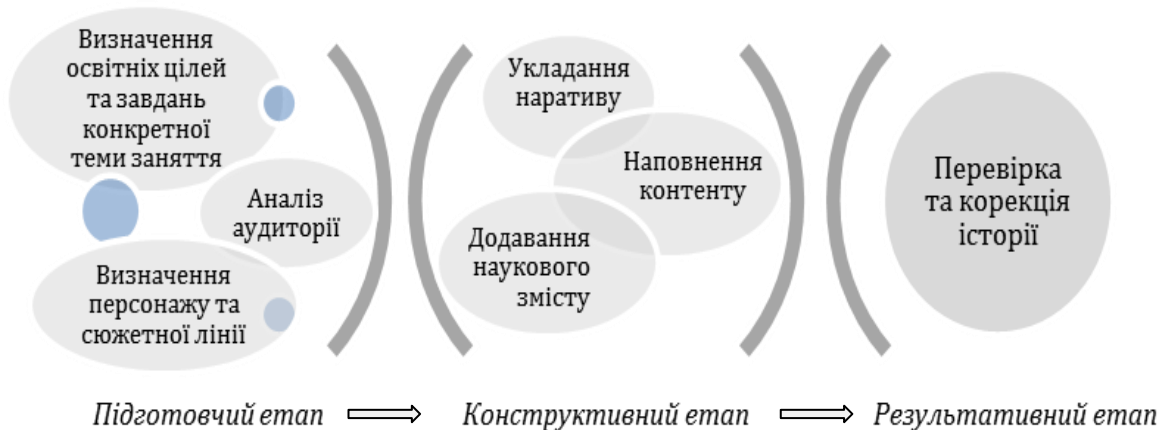 Визначення
освітніх цілей
та завдань
конкретної
теми заняття
Аналіз
аудиторії
Визначення
персонажу та
сюжетної лінії
Укладання
наративу
Наповнення
контенту
Додавання
наукового
змісту
Перевірка
та корекція
історії
Підготовчий етап
Конструктивний етап
Результативний етап